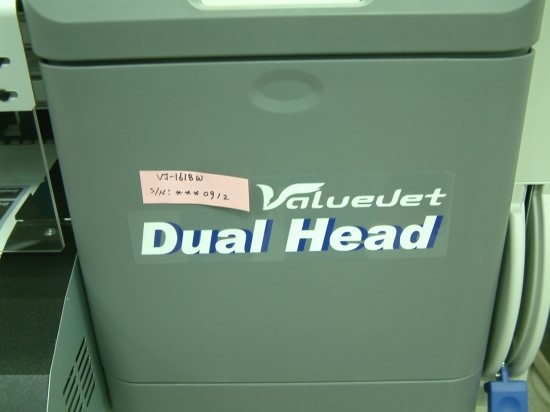 VJ-1618W
S/N: ***0912
ValueJet
Dual Head